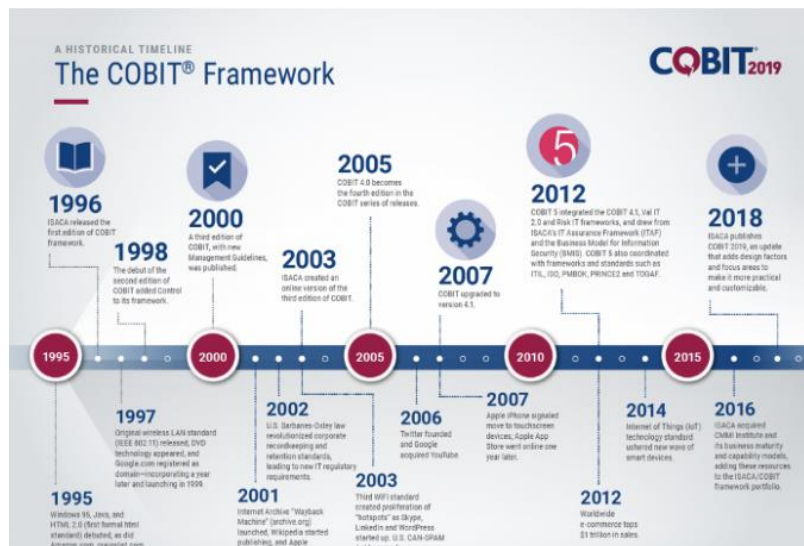 A HISTORICAL TIMELINE
The COBIT® Framework
COBIT® 2019
1996
ISACA released the
first edition of COBIT
framework.
1998
The debut of the
second edition of
COBIT added Control
to its framework.
2000
A third edition of
COBIT, with new
Management Guidelines,
was published.
2003
ISACA created an
online version of the
third edition of COBIT.
2005
COBIT 4.0 becomes
the fourth edition in the
COBIT series of releases.
2007
COBIT upgraded to
version 4.1.
5
2012
COBIT 5 integrated the COBIT 4.1, Val IT
2.0 and Risk IT frameworks, and drew from
ISACA's IT Assurance Framework (ITAF)
and the Business Model for Information
Security (BMIS). COBIT 5 also coordinated
with frameworks and standards such as
ITIL, ISO, PMBOK, PRINCE2 and TOGAF.
2018
ISACA publishes
COBIT 2019, an update
that adds design factors
and focus areas to
make it more practical
and customizable.
1995
2000
2005
2010
2015
1995
Windows 95, Java, and
HTML 2.0 (first formal html
standard) debuted, as did
1997
Original wireless LAN standard
(IEEE 802.11) released, DVD
technology appeared, and
Google.com registered as
domain—incorporating a year
later and launching in 1999.
2001
Internet Archive "Wayback
Machine" (archive.org)
launched, Wikipedia started
publishing, and Apple
2002
U.S. Sarbanes-Oxley law
revolutionized corporate
recordkeeping and
retention standards,
leading to new IT regulatory
requirements.
2003
Third WiFi standard
created proliferation of
"hotspots" as Skype,
LinkedIn and WordPress
started up. U.S. CAN-SPAM
2006
Twitter founded
and Google
acquired YouTube.
2007
Apple iPhone signaled
move to touchscreen
devices; Apple App
Store went online one
year later.
2012
Worldwide
e-commerce tops
$1 trillion in sales.
2014
Internet of Things (IoT)
technology standard
ushered new wave of
smart devices.
2016
ISACA acquired
CMMI Institute and
its business maturity
and capability models,
adding these resources
to the ISACA/COBIT
framework portfolio.